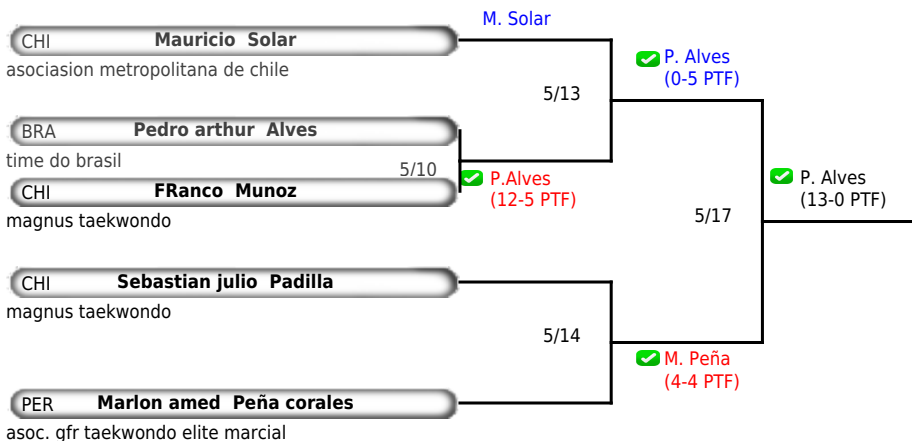 M. Solar
CHI Mauricio Solar
asociasion metropolitana de chile
P. Alves
(0-5 PTF)
5/13
BRA Pedro arthur Alves
time do brasil
5/10
CHI FRanco Munoz
magnus taekwondo
P.Alves
(12-5 PTF)
P. Alves
(13-0 PTF)
5/17
CHI Sebastian julio Padilla
magnus taekwondo
5/14
M. Peña
(4-4 PTF)
PER Marlon amed Peña corales
asoc. gfr taekwondo elite marcial